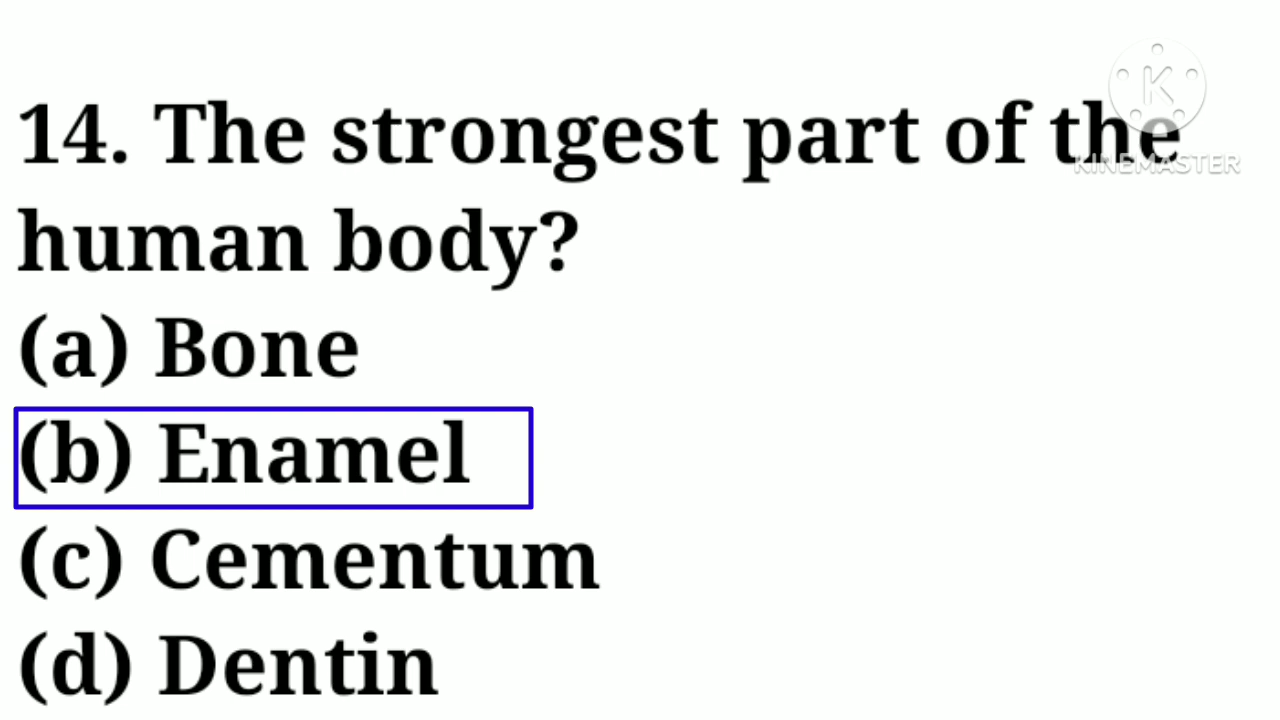 14. The strongest part of the
KINEMASTER
human body?
(a) Bone
(b) Enamel
(c) Cementum
(d) Dentin